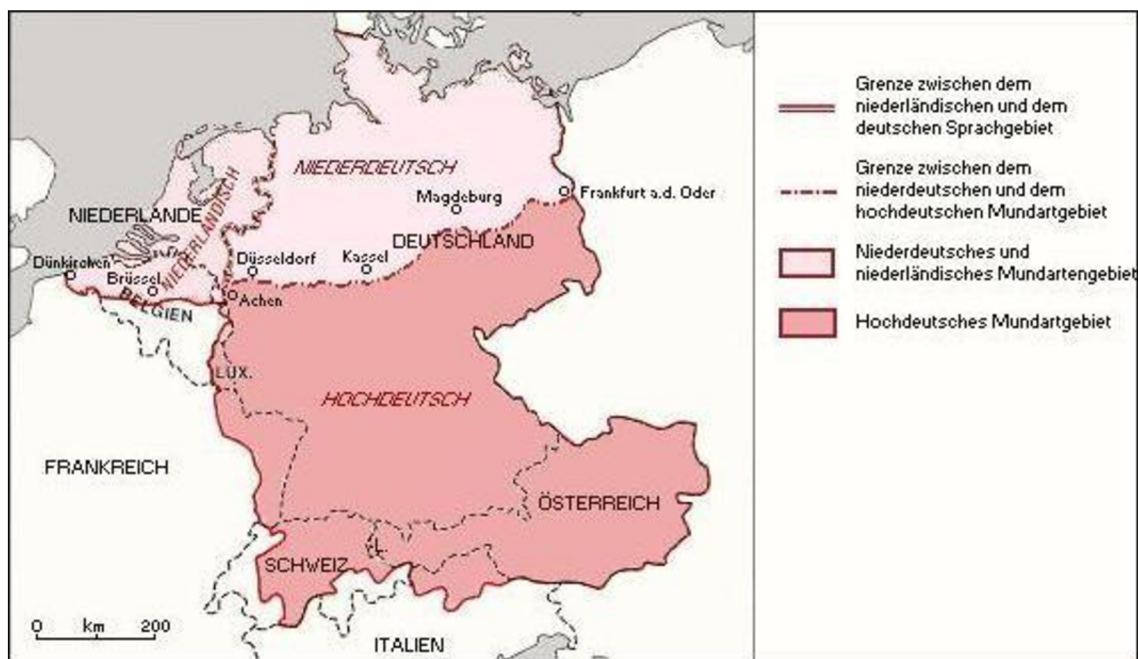 NIEDERDEUTSCH
Magdeburg
Frankfurt a.d. Oder
NIEDERLANDE
NIEDERLÄNDISCH
DEUTSCHLAND
Dünkirchen
Brüssel
Düsseldorf
Kassel
BELGIEN
Achen
LUX.
HOCHDEUTSCH
FRANKREICH
ÖSTERREICH
L.
SCHWEIZ
ITALIEN
0 km 200
Grenze zwischen dem
niederländischen und dem
deutschen Sprachgebiet
Grenze zwischen dem
niederdeutschen und dem
hochdeutschen Mundartgebiet
Niederdeutsches und
niederländisches Mundartengebiet
Hochdeutsches Mundartgebiet